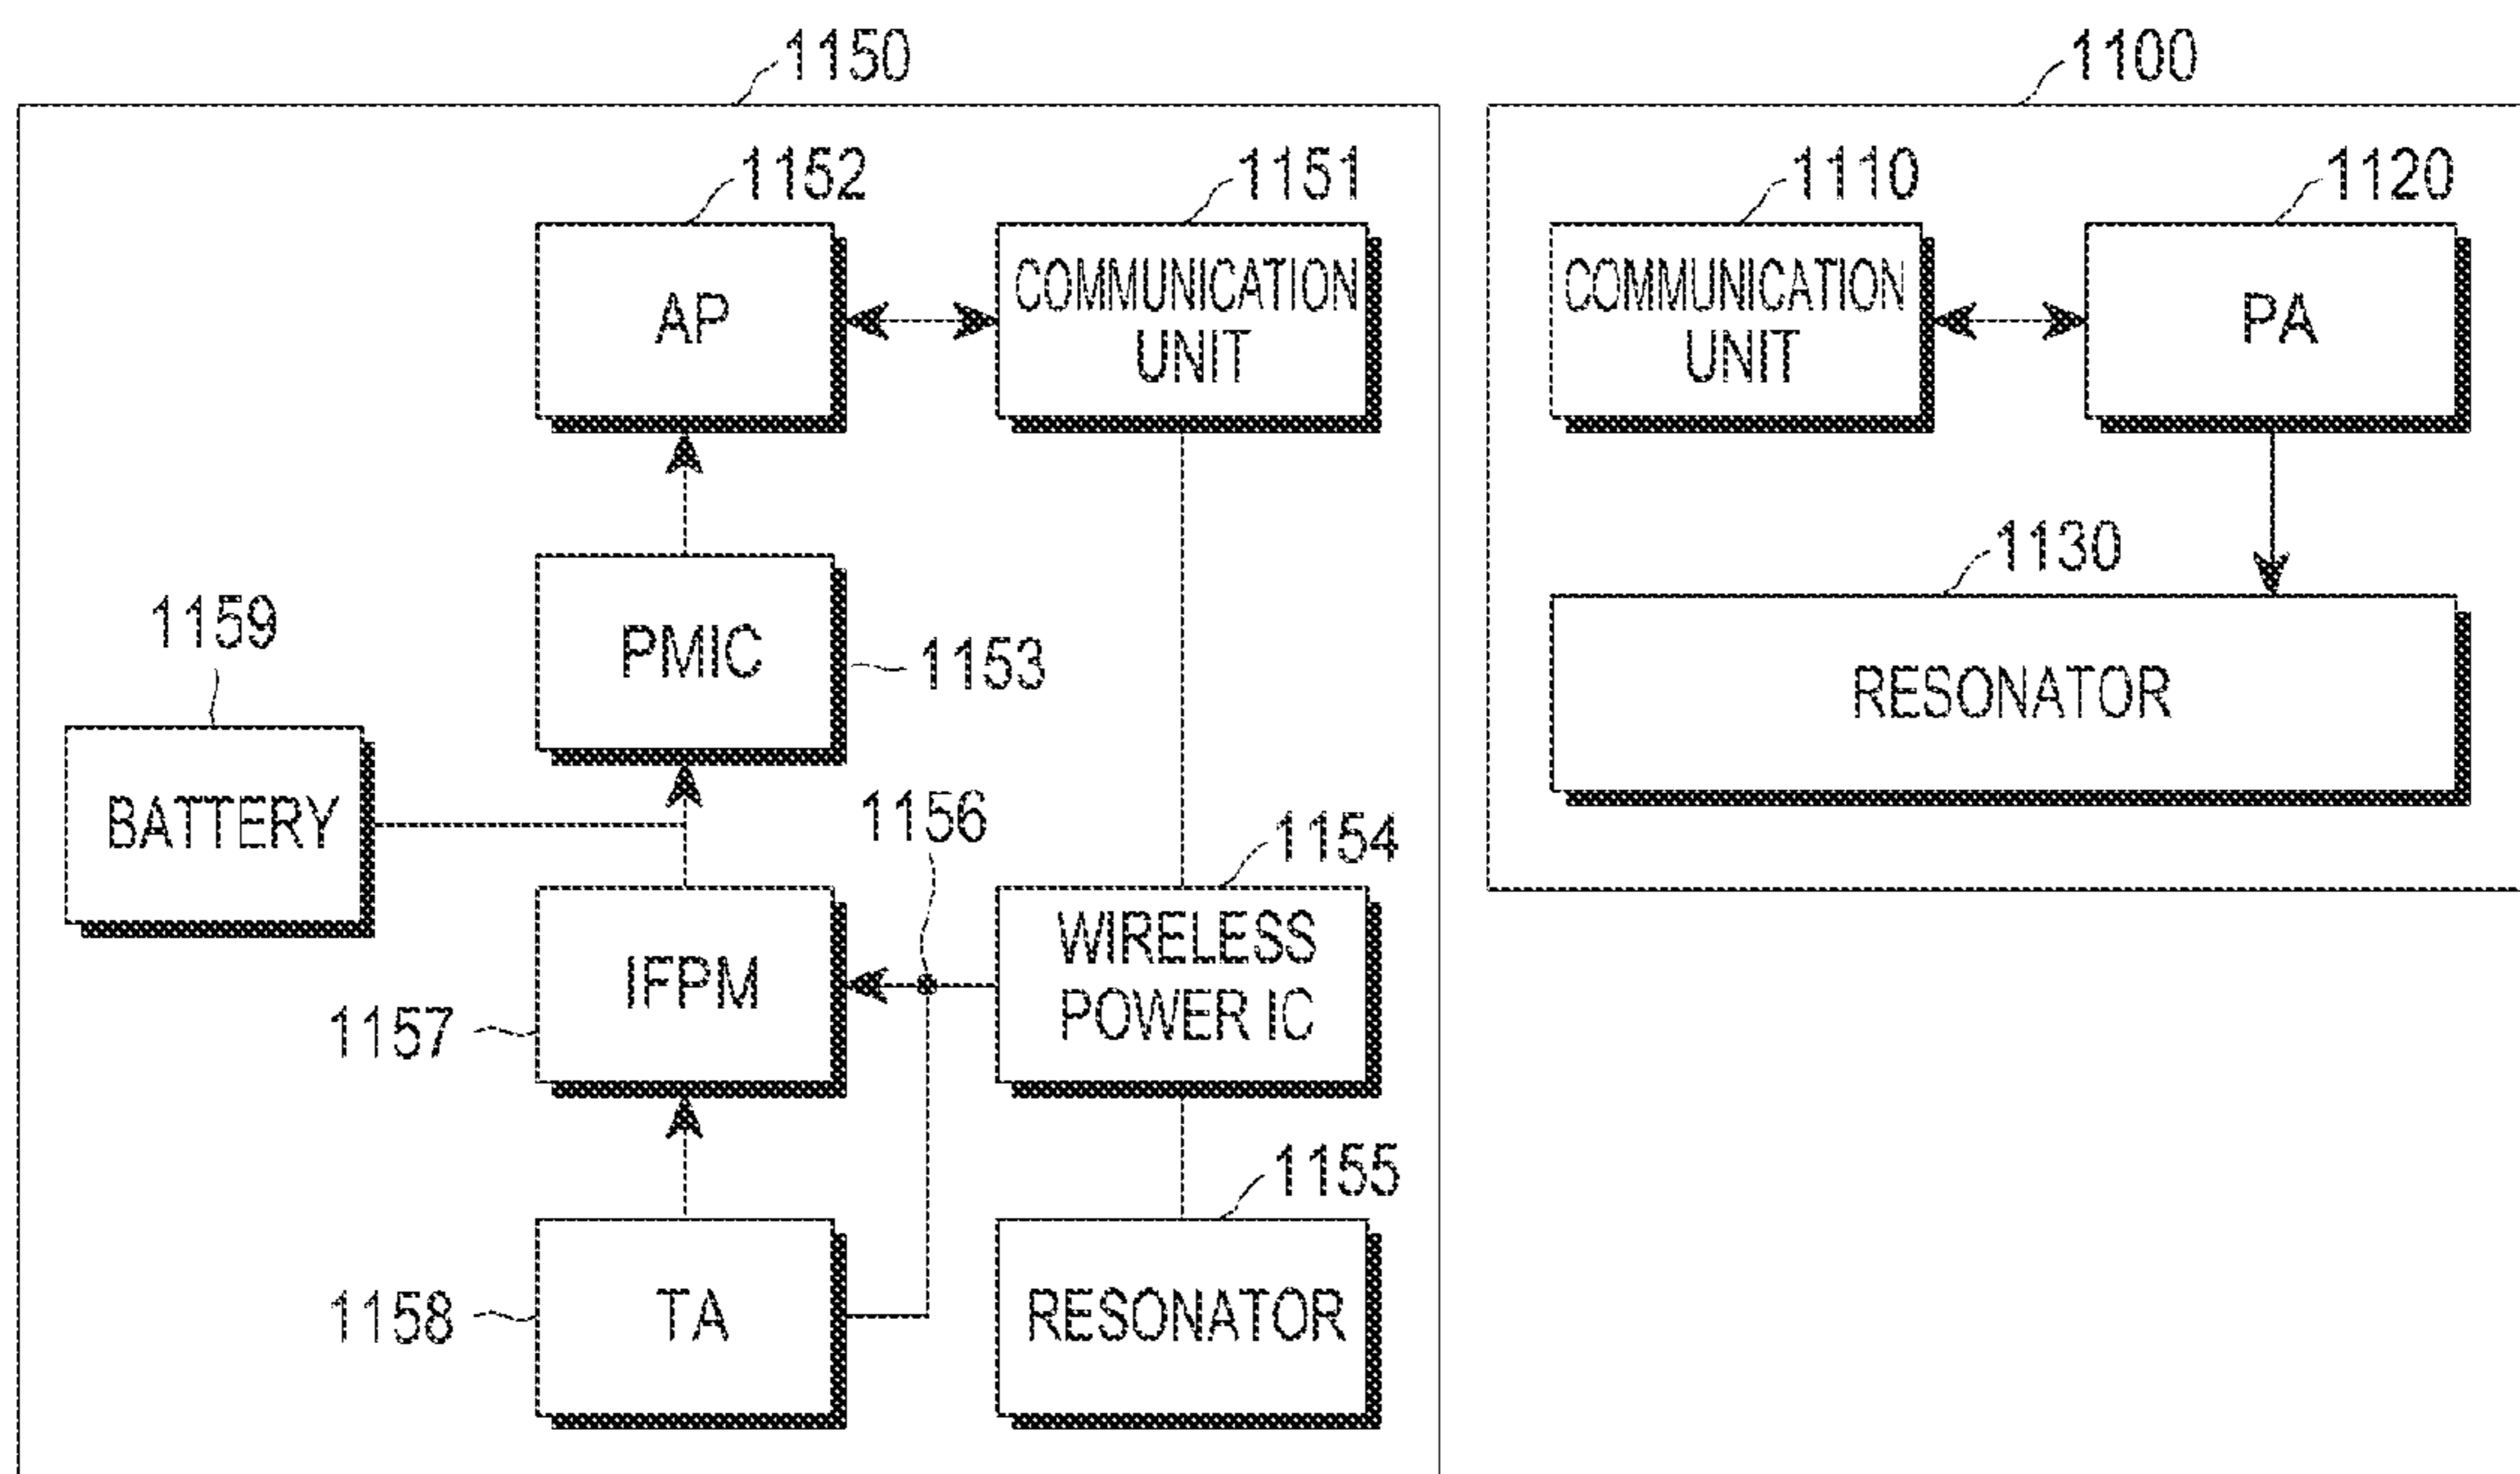 1150
1152
1151
AP
COMMUNICATION
UNIT
1159
PMIC
1153
BATTERY
1156
1154
IFPM
WIRELESS
POWER IC
1157
1155
1158
TA
RESONATOR
1100
1110
1120
COMMUNICATION
UNIT
PA
1130
RESONATOR